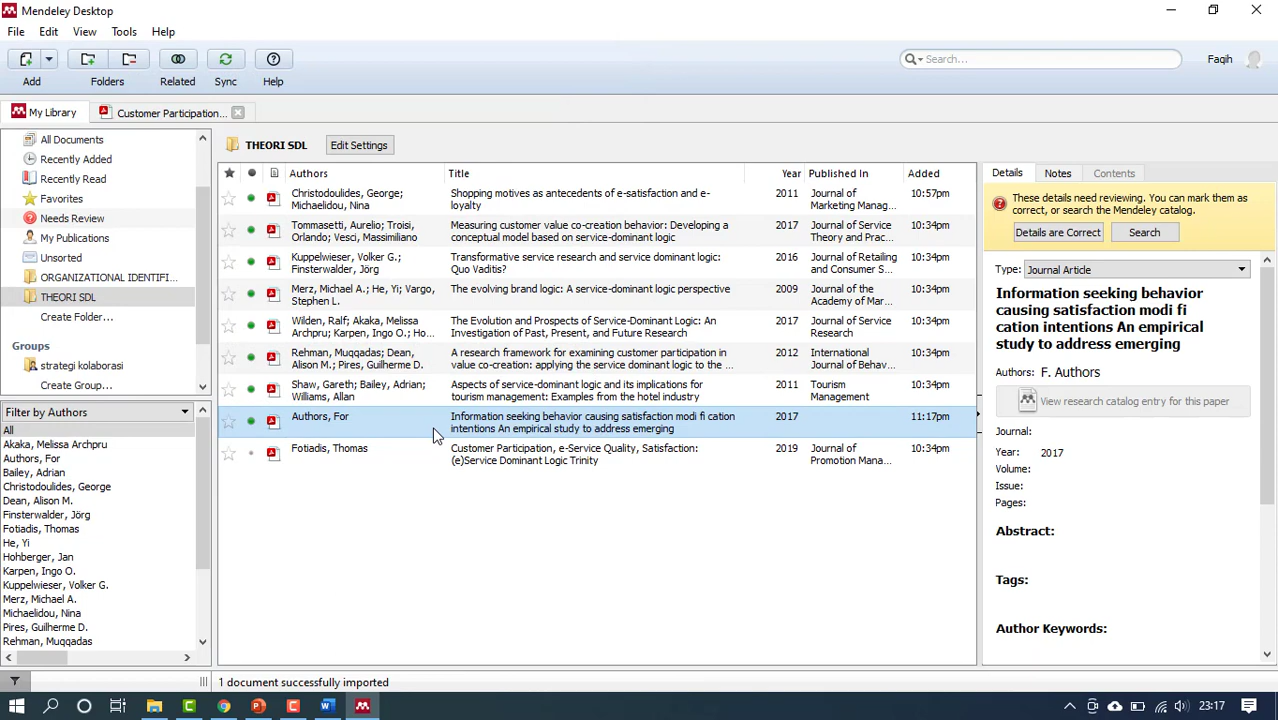 Mendeley Desktop
File Edit View Tools Help
Add Folders Related Sync Help
Search...
Faqih
My Library
Customer Participation...
All Documents
Recently Added
Recently Read
Favorites
Needs Review
My Publications
Unsorted
ORGANIZATIONAL IDENTIFI...
THEORI SDL
Create Folder...
Groups
strategi kolaborasi
Create Group...
Filter by Authors
All
Akaka, Melissa Archpru
Authors, For
Bailey, Adrian
Christodoulides, George
Dean, Alison M.
Finsterwalder, Jörg
Fotiadis, Thomas
He, Yi
Hohberger, Jan
Karpen, Ingo O.
Kuppelwieser, Volker G.
Merz, Michael A.
Michaelidou, Nina
Pires, Guilherme D.
Rehman, Muqqadas
THEORI SDL
Edit Settings
Authors Title Year Published In Added
Christodoulides, George; Shopping motives as antecedents of e-satisfaction and e- 2011 Journal of 10:57pm
Michaelidou, Nina loyalty Marketing Manag...
Tommasetti, Aurelio; Troisi, Measuring customer value co-creation behavior: Developing a 2017 Journal of Service 10:34pm
Orlando; Vesci, Massimiliano conceptual model based on service-dominant logic Theory and Prac...
Kuppelwieser, Volker G.; Transformative service research and service dominant logic: 2016 Journal of Retailing 10:34pm
Finsterwalder, Jörg Quo Vaditis? and Consumer S...
Merz, Michael A.; He, Yi; Vargo, The evolving brand logic: A service-dominant logic perspective 2009 Journal of the 10:34pm
Stephen L. Academy of Mar...
Wilden, Ralf; Akaka, Melissa The Evolution and Prospects of Service-Dominant Logic: An 2017 Journal of Service 10:34pm
Archpru; Karpen, Ingo O.; Ho... Investigation of Past, Present, and Future Research Research
Rehman, Muqqadas; Dean, A research framework for examining customer participation in 2012 International 10:34pm
Alison M.; Pires, Guilherme D. value co-creation: applying the service dominant logic to the ... Journal of Behav...
Shaw, Gareth; Bailey, Adrian; Aspects of service-dominant logic and its implications for 2011 Tourism 10:34pm
Williams, Allan tourism management: Examples from the hotel industry Management
Authors, For Information seeking behavior causing satisfaction modi fi cation 2017 11:17pm
intentions An empirical study to address emerging
Fotiadis, Thomas Customer Participation, e-Service Quality, Satisfaction: 2019 Journal of 10:34pm
(e)Service Dominant Logic Trinity Promotion Mana...
Details Notes Contents
These details need reviewing. You can mark them as
correct, or search the Mendeley catalog.
Details are Correct Search
Type: Journal Article
Information seeking behavior
causing satisfaction modi fi
cation intentions An empirical
study to address emerging
Authors: F. Authors
View research catalog entry for this paper
Journal:
Year: 2017
Volume:
Issue:
Pages:
Abstract:
Tags:
Author Keywords:
1 document successfully imported
23:17